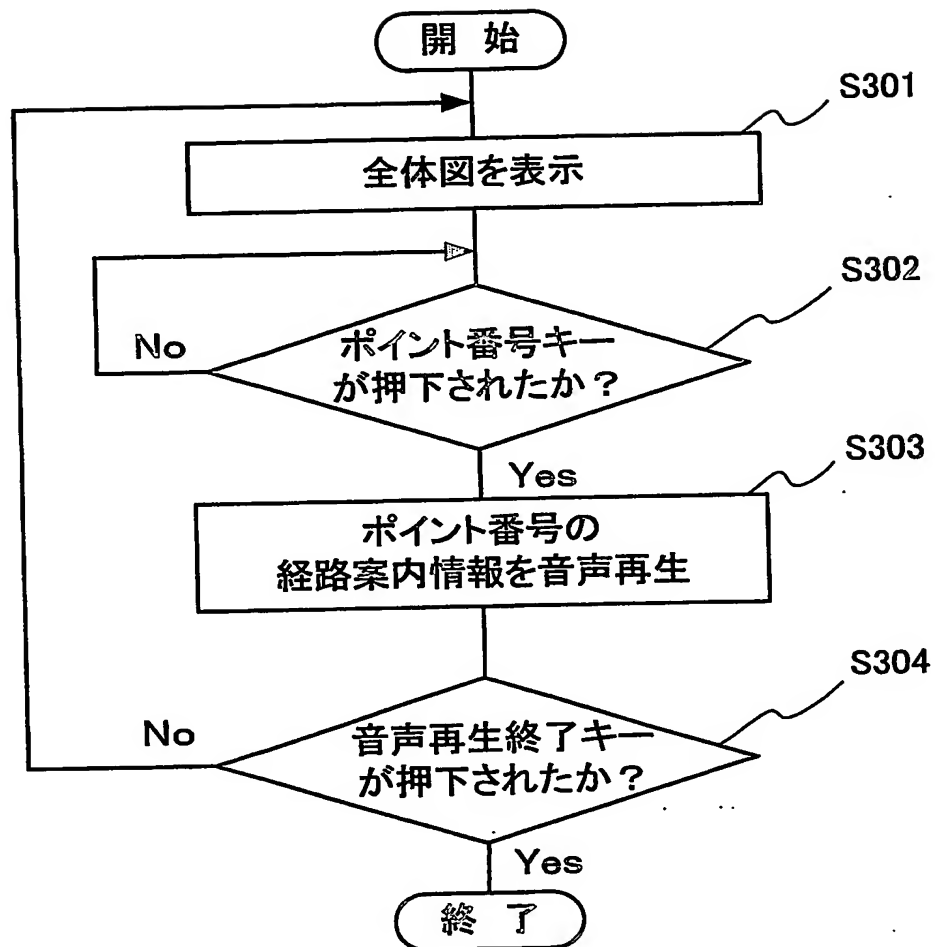 開 始
S301
全体図を表示
S302
No
ポイント番号キー
が押下されたか？
Yes
S303
ポイント番号の
経路案内情報を音声再生
S304
No
音声再生終了キー
が押下されたか？
Yes
終 了